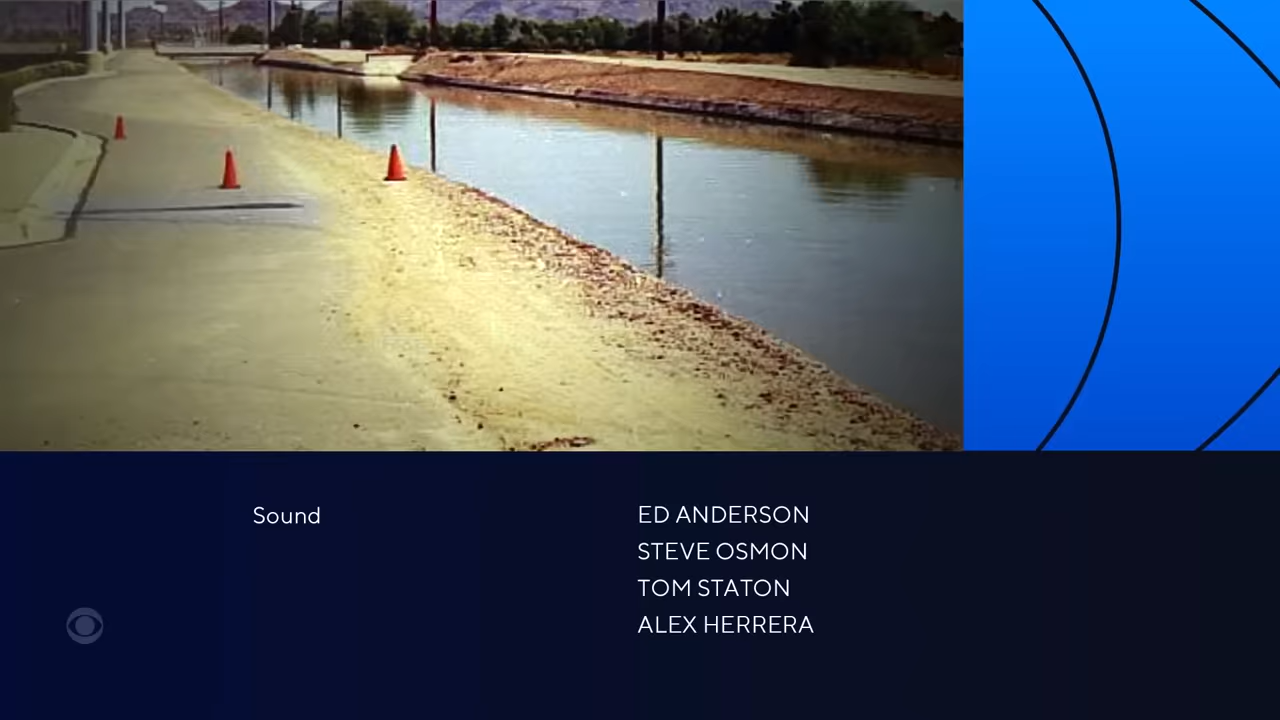 Sound
ED ANDERSON
STEVE OSMON
TOM STATON
ALEX HERRERA